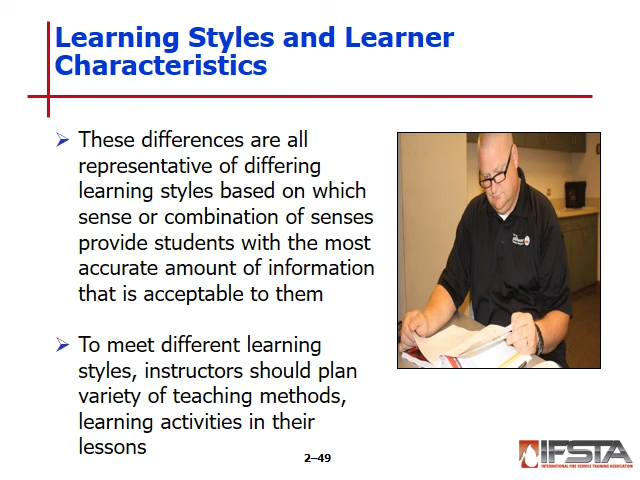 Learning Styles and Learner
Characteristics
These differences are all
representative of differing
learning styles based on which
sense or combination of senses
provide students with the most
accurate amount of information
that is acceptable to them
To meet different learning
styles, instructors should plan
variety of teaching methods,
learning activities in their
lessons
2–49
IFSTA
INTERNATIONAL FIRE SERVICE TRAINING ASSOCIATION